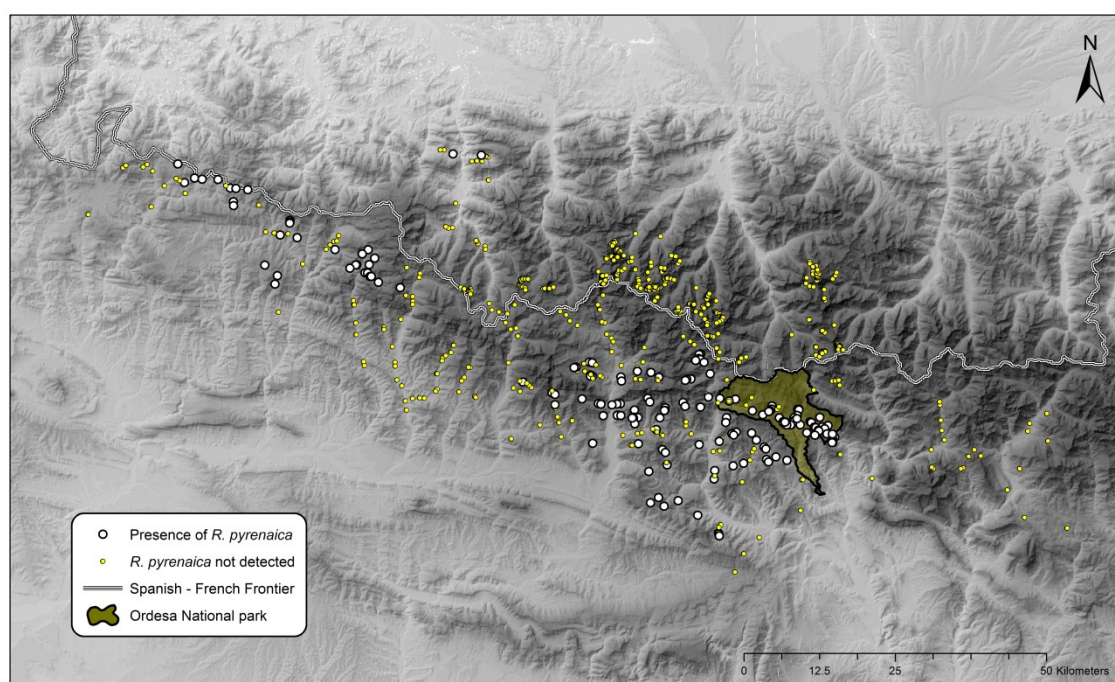 N
Presence of R. pyrenaica
R. pyrenaica not detected
Spanish - French Frontier
Ordesa National park
0 12.5 25 50 Kilometers